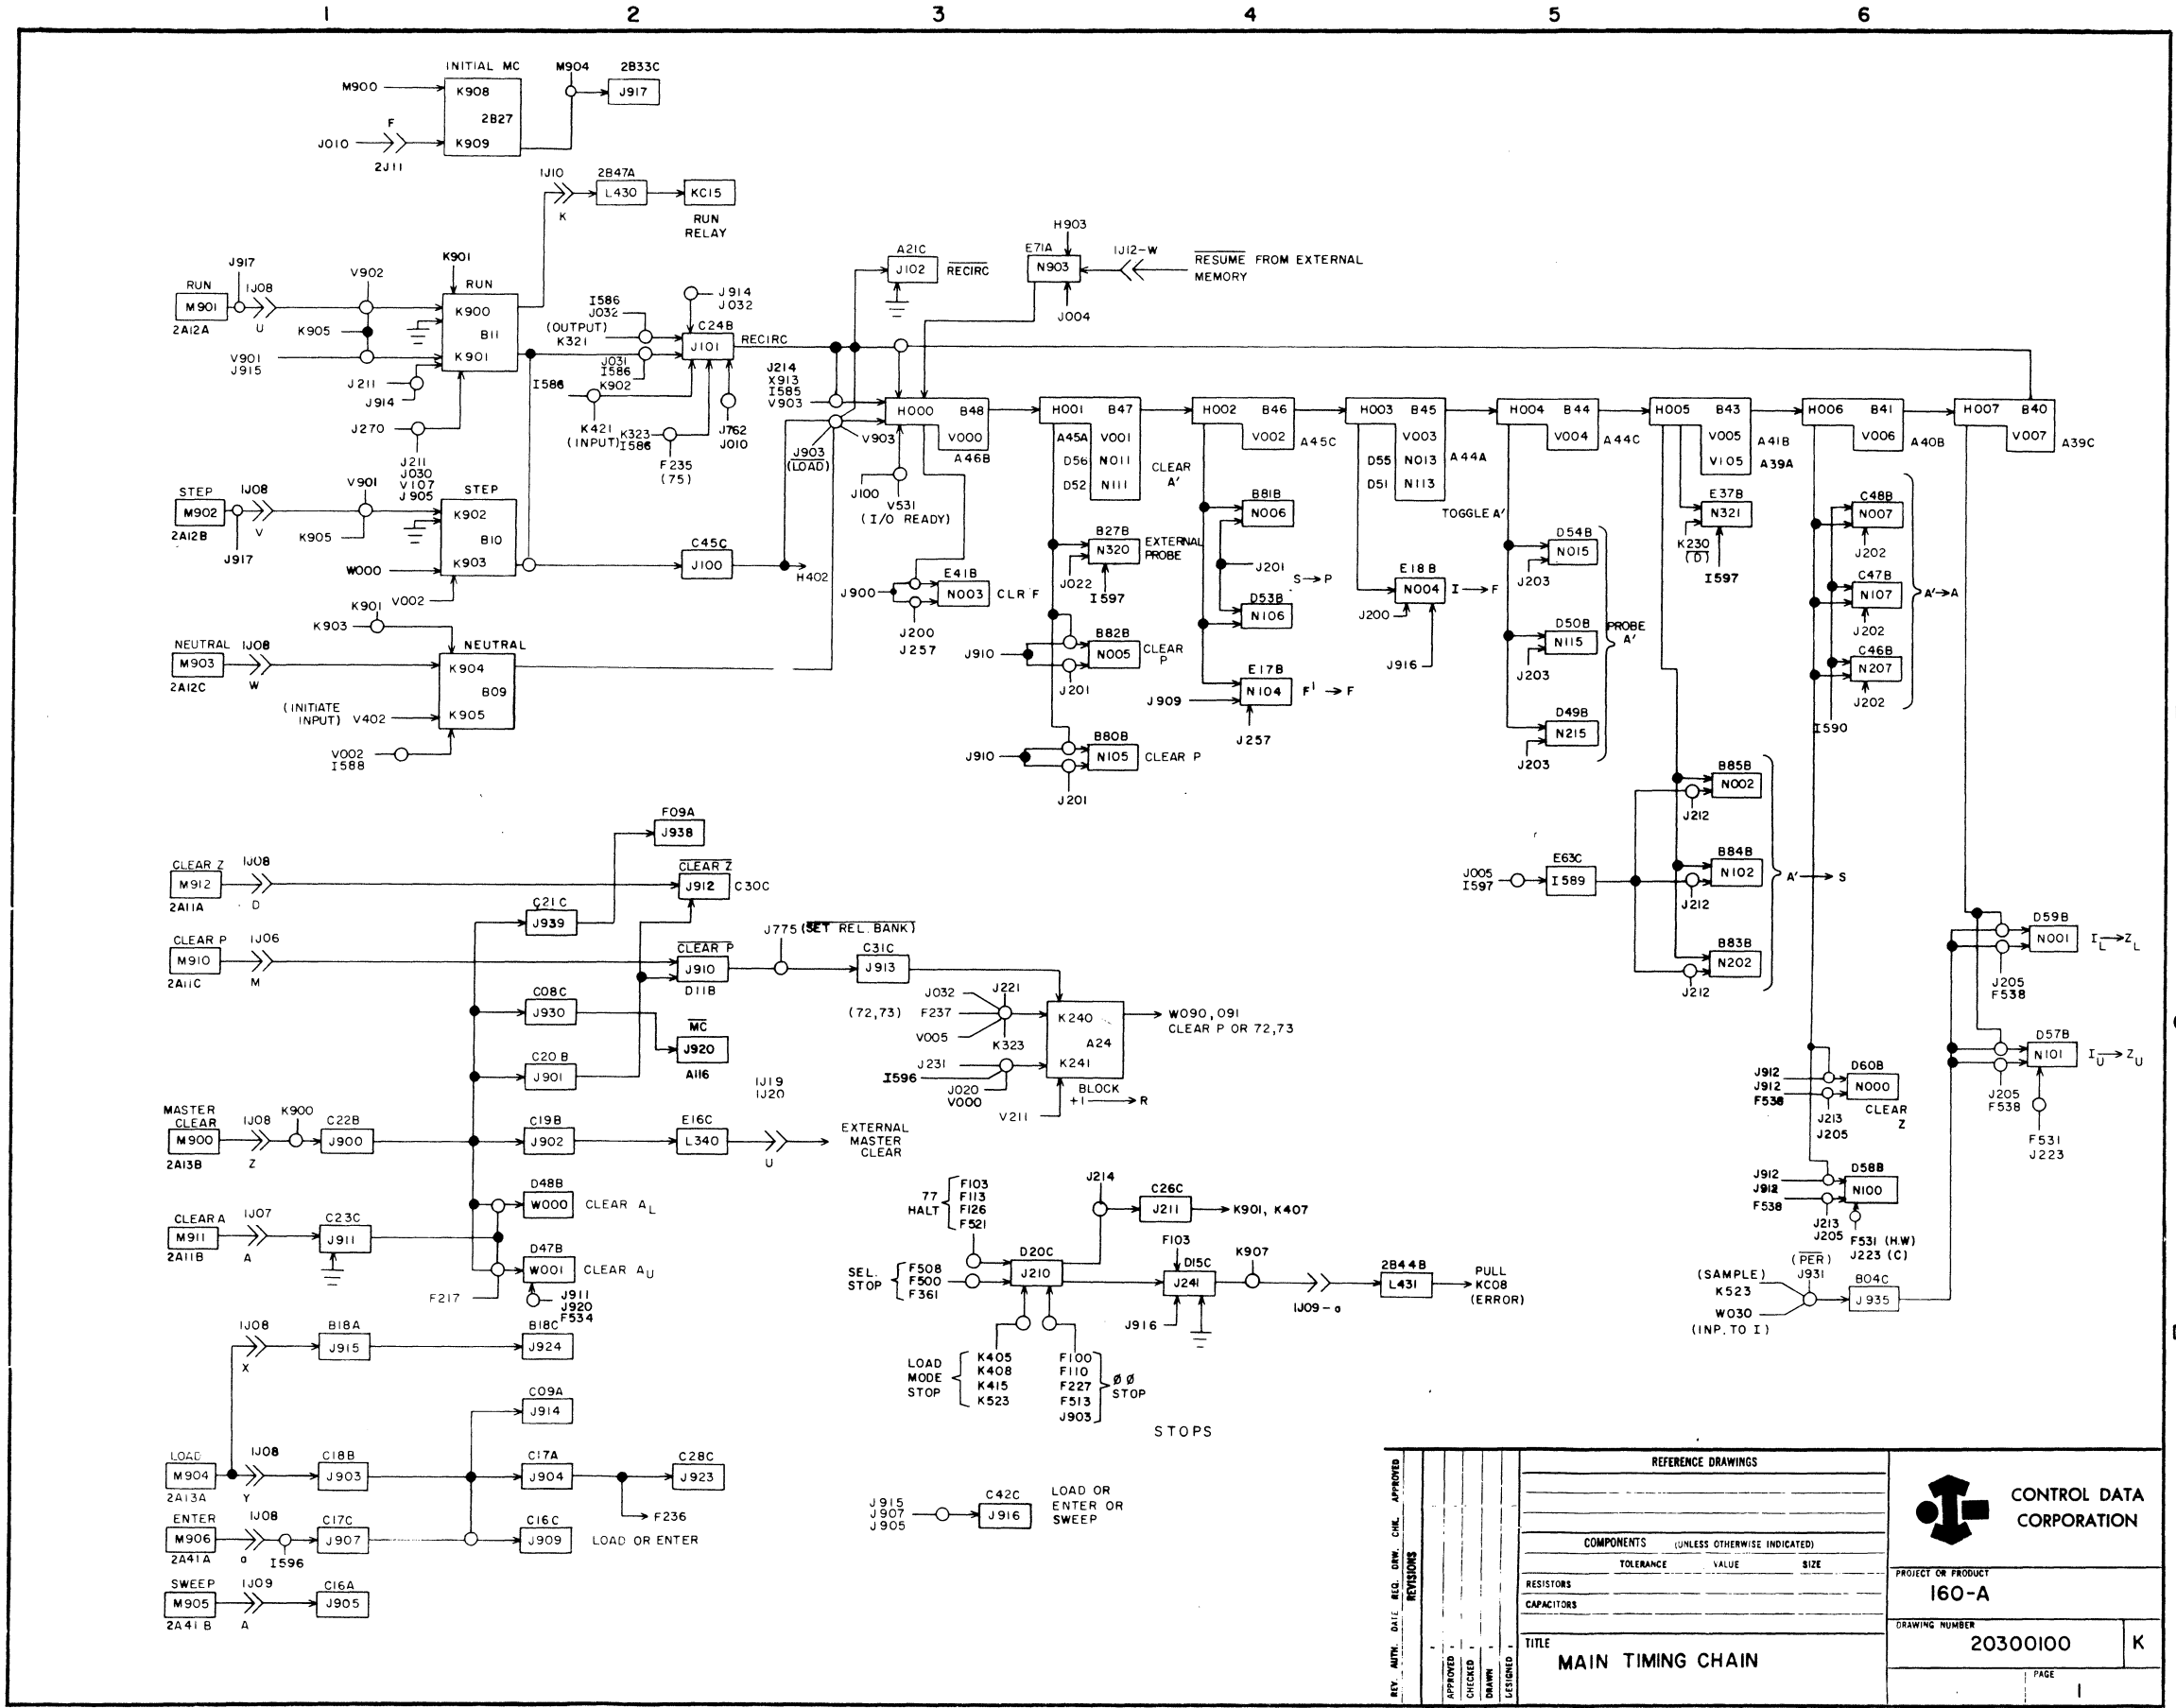 1 2 3 4 5 6
INITIAL MC
M900
K908
2B27
K909
F
J010
2J11
M904
2B33C
J917
1J10
K
2B47A
L430
KC15
RUN
RELAY
RUN
M901
2A12A
J917
1J08
U
V902
K905
V901
J915
K901
RUN
K900
B11
K901
J211
J914
J270
J211
J030
V107
J905
I586
J032
(OUTPUT)
K321
J914
J032
C24B
J101
RECIRC
J031
I586
I586
K902
K421
(INPUT)
K323
I586
F235
(75)
J762
J010
A21C
J102
RECIRC
H903
E71A
N903
J004
1J12-W
RESUME FROM EXTERNAL
MEMORY
J214
X913
I585
V903
J903
(LOAD)
V903
J100
V531
(I/O READY)
H000 B48
V000
A46B
H001 B47
A45A V001
D56 N011
D52 N111
H002 B46
V002
A45C
H003 B45
V003
D55 N013
D51 N113
A44A
H004 B44
V004
A44C
H005 B43
V005
V105
A41B
A39A
H006 B41
V006
A40B
H007 B40
V007
A39C
STEP
M902
2A12B
1J08
V
J917
V901
K905
STEP
K902
B10
K903
W000
V002
C45C
J100
H402
J900
E41B
N003
CLR F
J200
J257
B27B
N320
EXTERNAL
PROBE
J022
I597
CLEAR
A'
B81B
N006
J201
S→P
D53B
N106
TOGGLE A'
E18B
N004
I→F
J200
J916
D54B
N015
J203
D50B
N115
J203
PROBE
A'
D49B
N215
J203
E37B
N321
K230
(D)
I597
C48B
N007
J202
C47B
N107
J202
C46B
N207
J202
I590
A'→A
NEUTRAL
M903
2A12C
1J08
W
K901
K903
NEUTRAL
K904
B09
K905
(INITIATE
INPUT) V402
V002
I588
J910
B82B
N005
CLEAR
P
J201
J910
B80B
N105
CLEAR P
J201
E17B
N104
J909
J257
F¹→F
B85B
N002
J212
B84B
N102
J212
B83B
N202
J212
A'→S
J005
I597
E63C
I589
F09A
J938
CLEAR Z
M912
2A11A
1J08
D
CLEAR Z
J912
C30C
C21C
J939
CLEAR P
M910
2A11C
1J06
M
CLEAR P
J910
D11B
J775 (SET REL. BANK)
C31C
J913
C08C
J930
MC
J920
A116
C20B
J901
J032
(72,73) F237
V005
J221
K323
J231
I596
J020
V000
K240
A24
K241
BLOCK
+1→R
V211
W090,091
CLEAR P OR 72,73
1J19
1J20
MASTER
CLEAR
M900
2A13B
1J08
Z
K900
C22B
J900
C19B
J902
E16C
L340
U
EXTERNAL
MASTER
CLEAR
D48B
W000
CLEAR AL
CLEAR A
M911
2A11B
1J07
A
C23C
J911
D47B
W001
CLEAR AU
F217
J911
J920
F534
77
HALT
F103
F113
F126
F521
SEL.
STOP
F508
F500
F361
D20C
J210
J214
C26C
J211
K901, K407
F103
D15C
J241
J916
K907
1J09-a
2B44B
L431
PULL
KC08
(ERROR)
LOAD
MODE
STOP
K405
K408
K415
K523
F100
F110
F227
F513
J903
ØØ
STOP
STOPS
D59B
N001
IL→ZL
J205
F538
D57B
N101
IU→ZU
J205
F538
F531
J223
J912
J912
F538
D60B
N000
CLEAR
Z
J213
J205
J912
J912
F538
D58B
N100
J213
J205
F531 (H.W)
J223 (C)
(PER)
J931
(SAMPLE)
K523
W030
(INP. TO I)
B04C
J935
1J08
X
B18A
J915
B18C
J924
C09A
J914
LOAD
M904
2A13A
1J08
Y
C18B
J903
C17A
J904
C28C
J923
F236
ENTER
M906
2A41A
1J08
a
I596
C17C
J907
C16C
J909
LOAD OR ENTER
SWEEP
M905
2A41B
1J09
A
C16A
J905
J915
J907
J905
C42C
J916
LOAD OR
ENTER OR
SWEEP
C
D
REV. AUTH. DATE REQ. DRW. CHK. APPROVED
REVISIONS
APPROVED
CHECKED
DRAWN
DESIGNED
REFERENCE DRAWINGS
COMPONENTS (UNLESS OTHERWISE INDICATED)
TOLERANCE VALUE SIZE
RESISTORS
CAPACITORS
TITLE
MAIN TIMING CHAIN
CONTROL DATA
CORPORATION
PROJECT OR PRODUCT
160-A
DRAWING NUMBER
20300100 K
PAGE
1